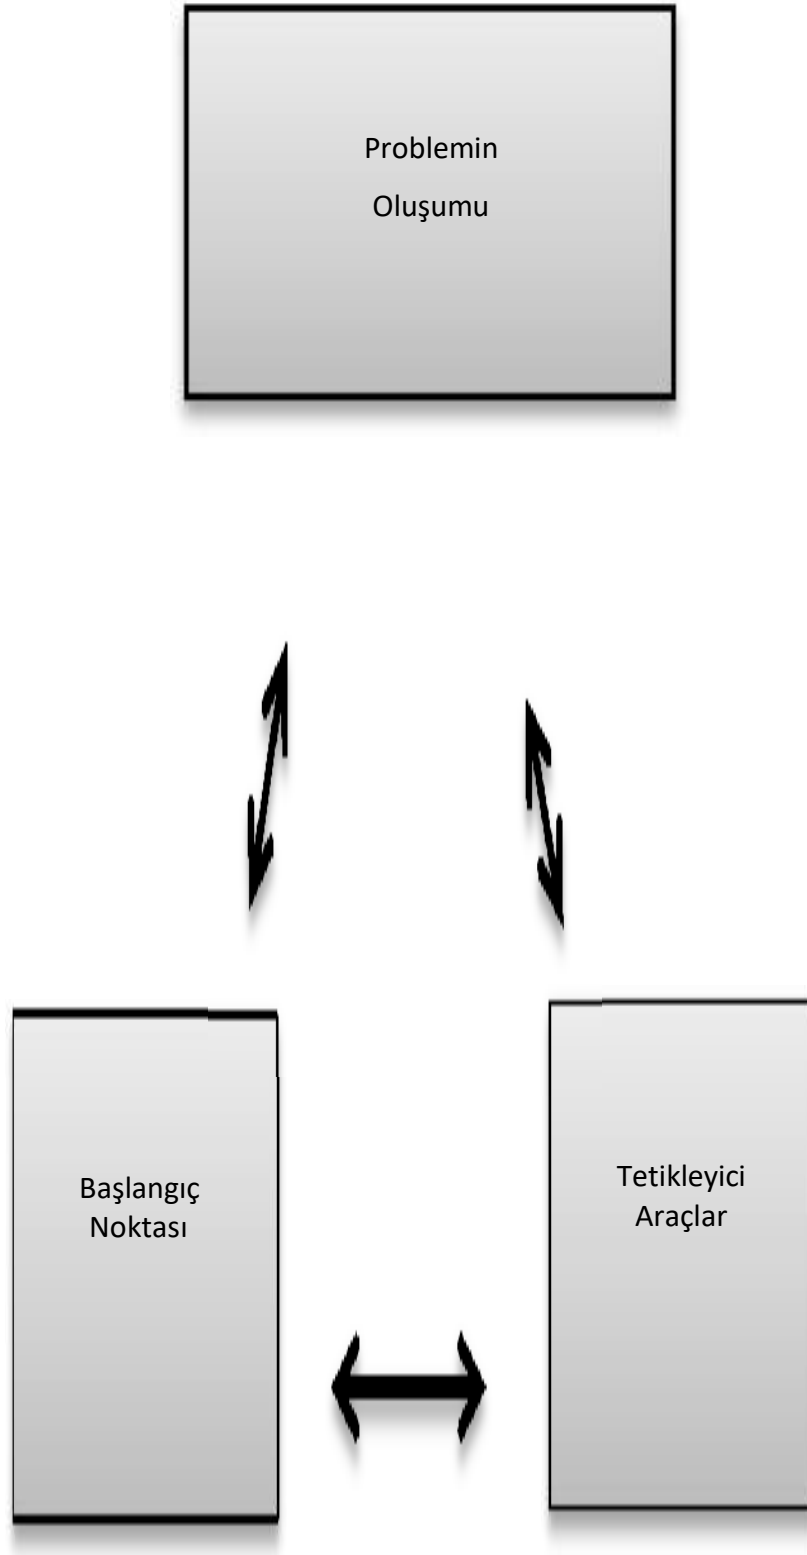 Problemin
Oluşumu
Başlangıç
Noktası
Tetikleyici
Araçlar